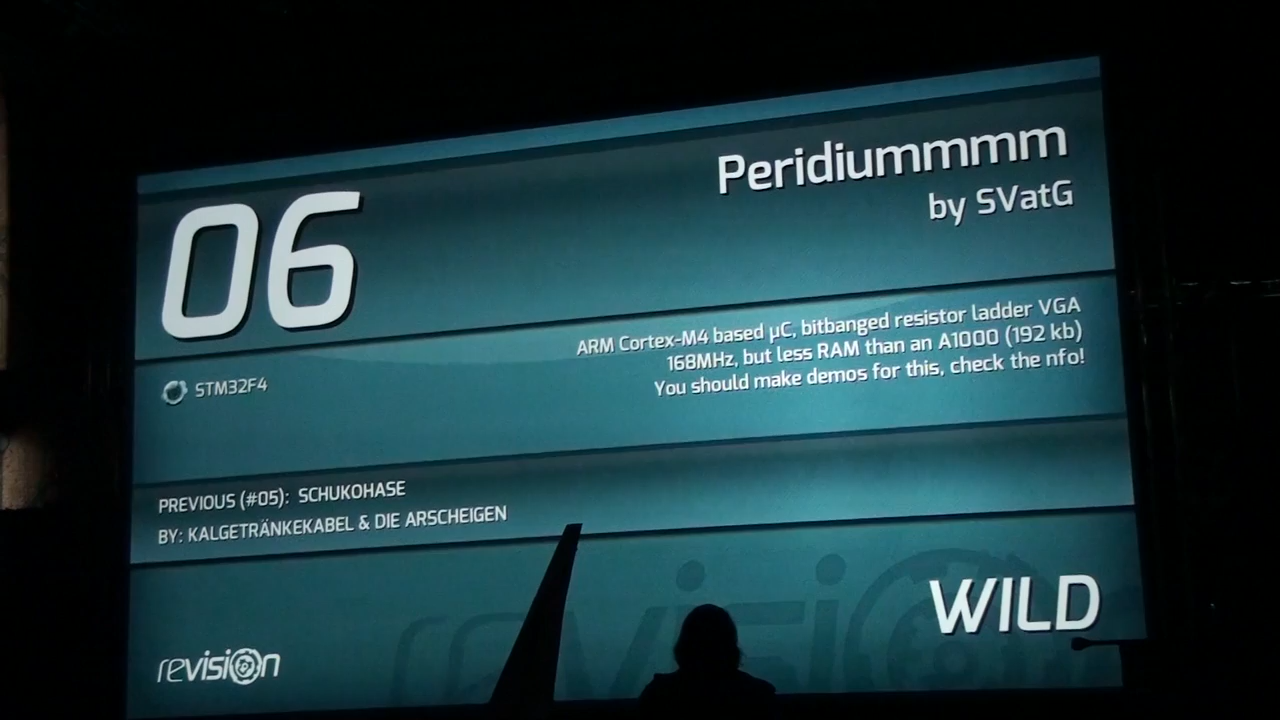 06
Peridiummmm
by SVatG
ARM Cortex-M4 based µC, bitbanged resistor ladder VGA
168MHz, but less RAM than an A1000 (192 kb)
You should make demos for this, check the nfo!
STM32F4
PREVIOUS (#05): SCHUKOHASE
BY: KALGETRÄNKEKABEL & DIE ARSCHEIGEN
WILD
revision
revision